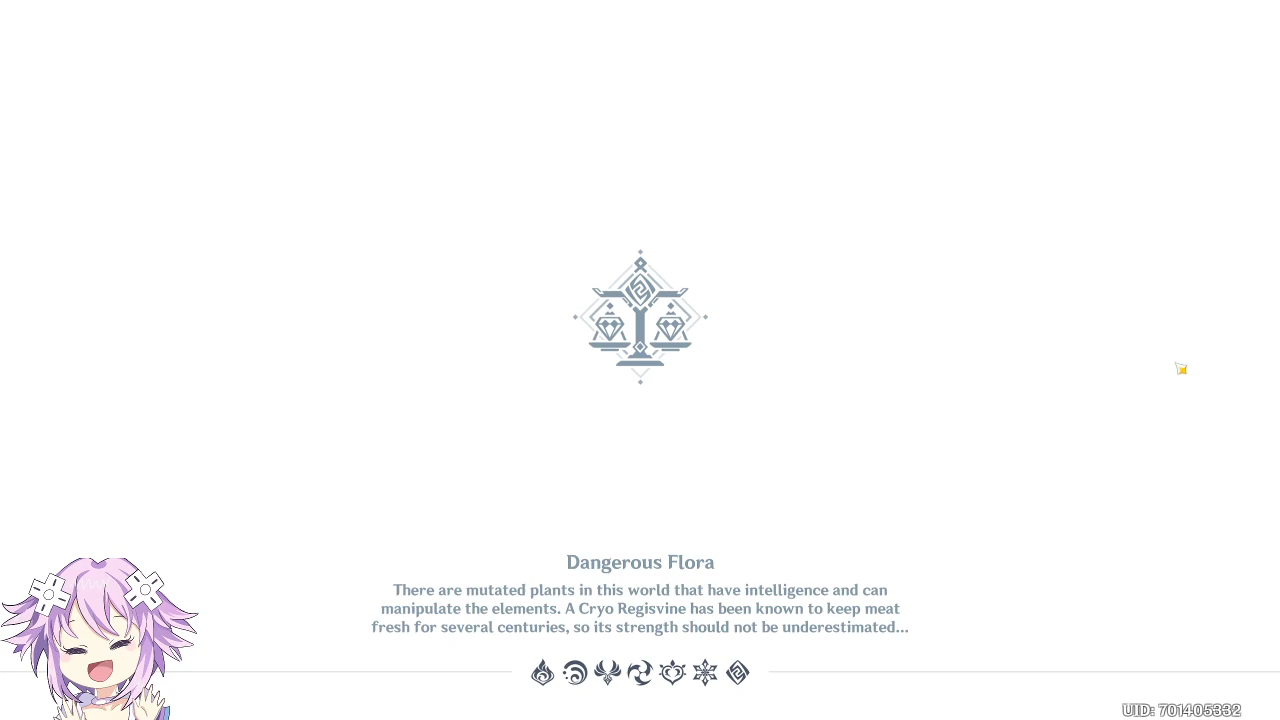 Dangerous Flora
There are mutated plants in this world that have intelligence and can
manipulate the elements. A Cryo Regisvine has been known to keep meat
fresh for several centuries, so its strength should not be underestimated...
UID: 701405332